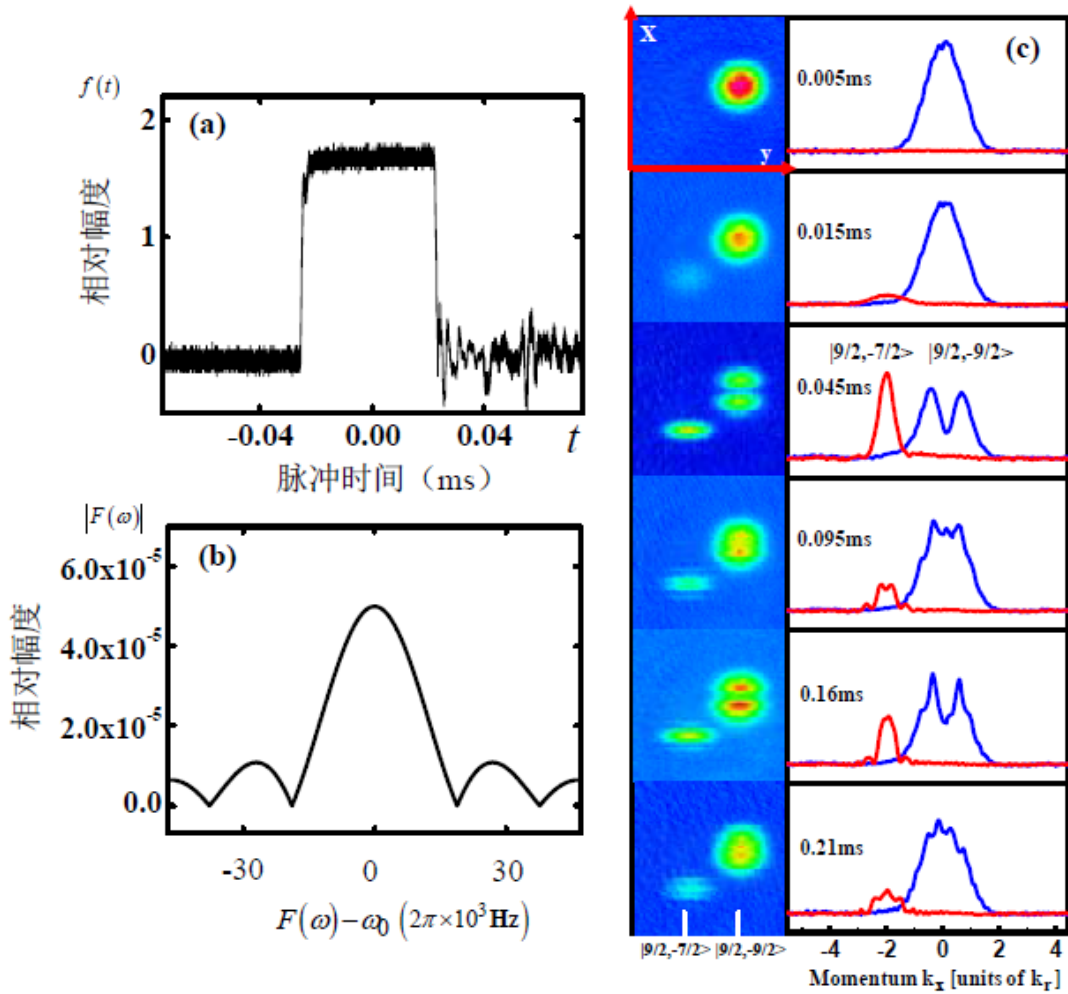 f(t)
(a)
相对幅度
2
1
0
-0.04
0.00
0.04
t
脉冲时间（ms）
|F(ω)|
(b)
相对幅度
6.0x10⁻⁵
4.0x10⁻⁵
2.0x10⁻⁵
0.0
-30
0
30
F(ω)−ω₀ (2π×10³Hz)
X
y
(c)
0.005ms
0.015ms
|9/2,-7/2> |9/2,-9/2>
0.045ms
0.095ms
0.16ms
0.21ms
|9/2,-7/2> |9/2,-9/2>
-4 -2 0 2 4
Momentum kₓ [units of kᵣ]